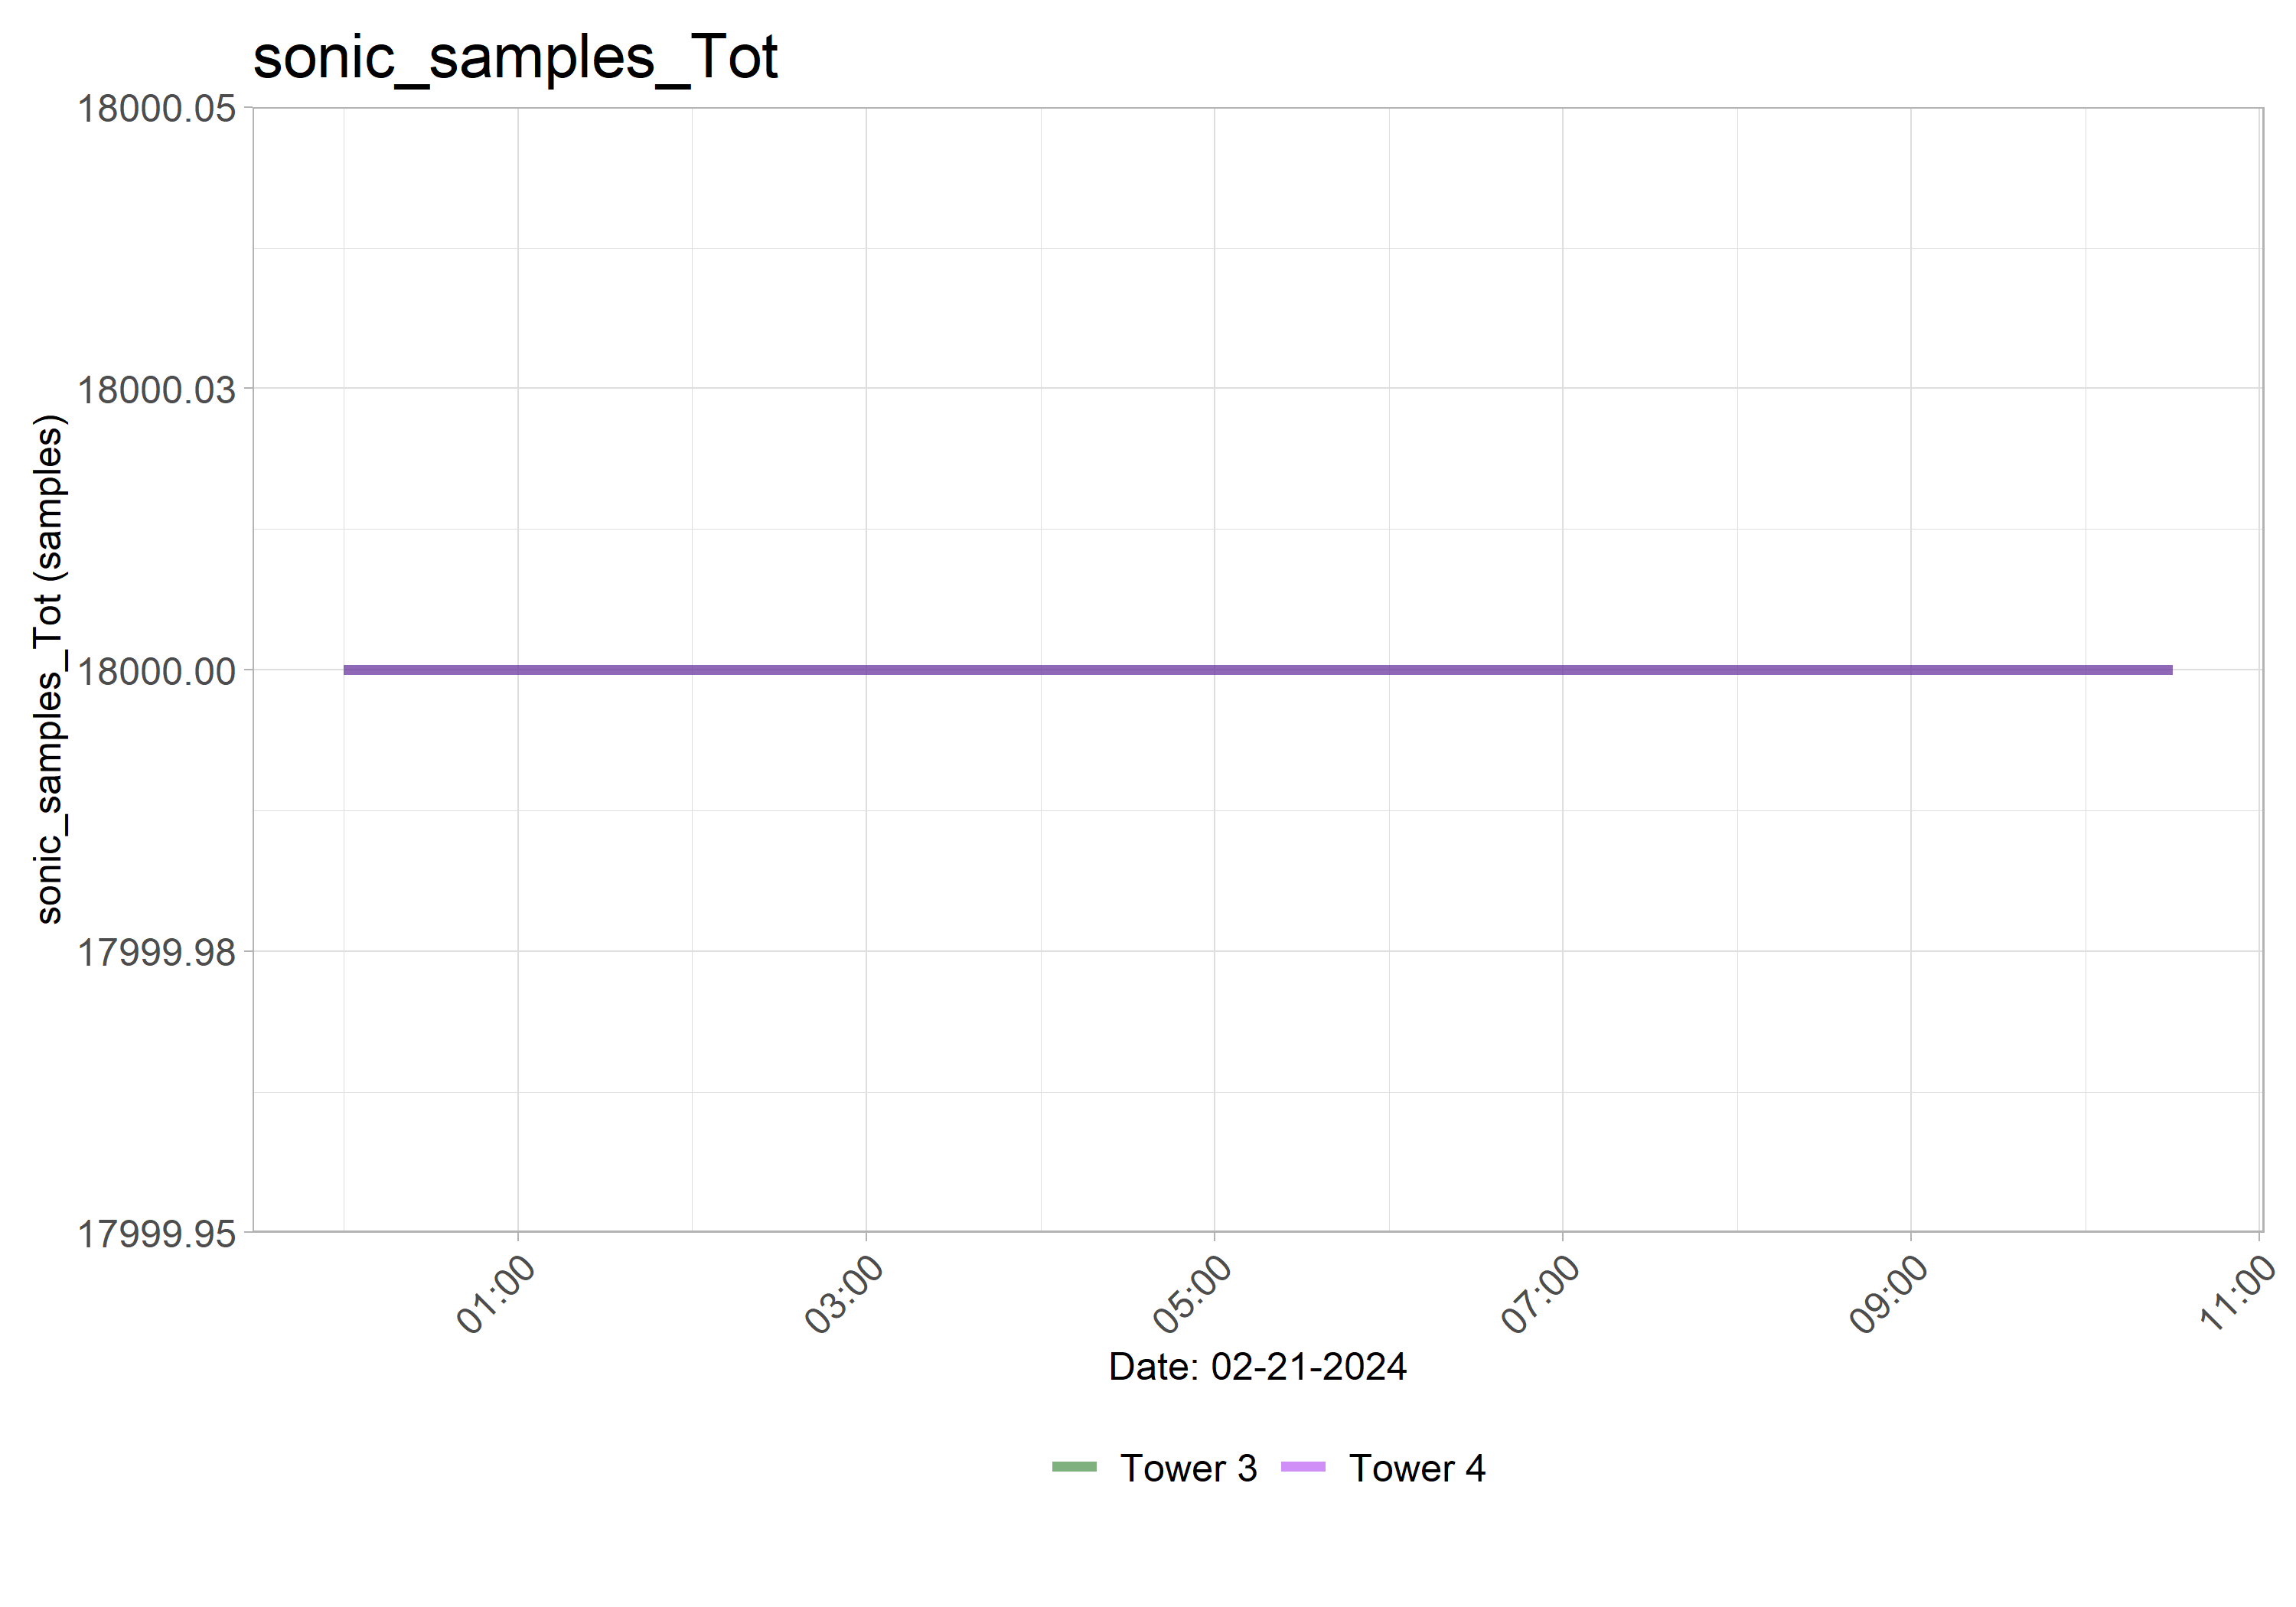 sonic_samples_Tot
sonic_samples_Tot (samples)
18000.05
18000.03
18000.00
17999.98
17999.95
01:00 03:00 05:00 07:00 09:00 11:00
Date: 02-21-2024
Tower 3 Tower 4